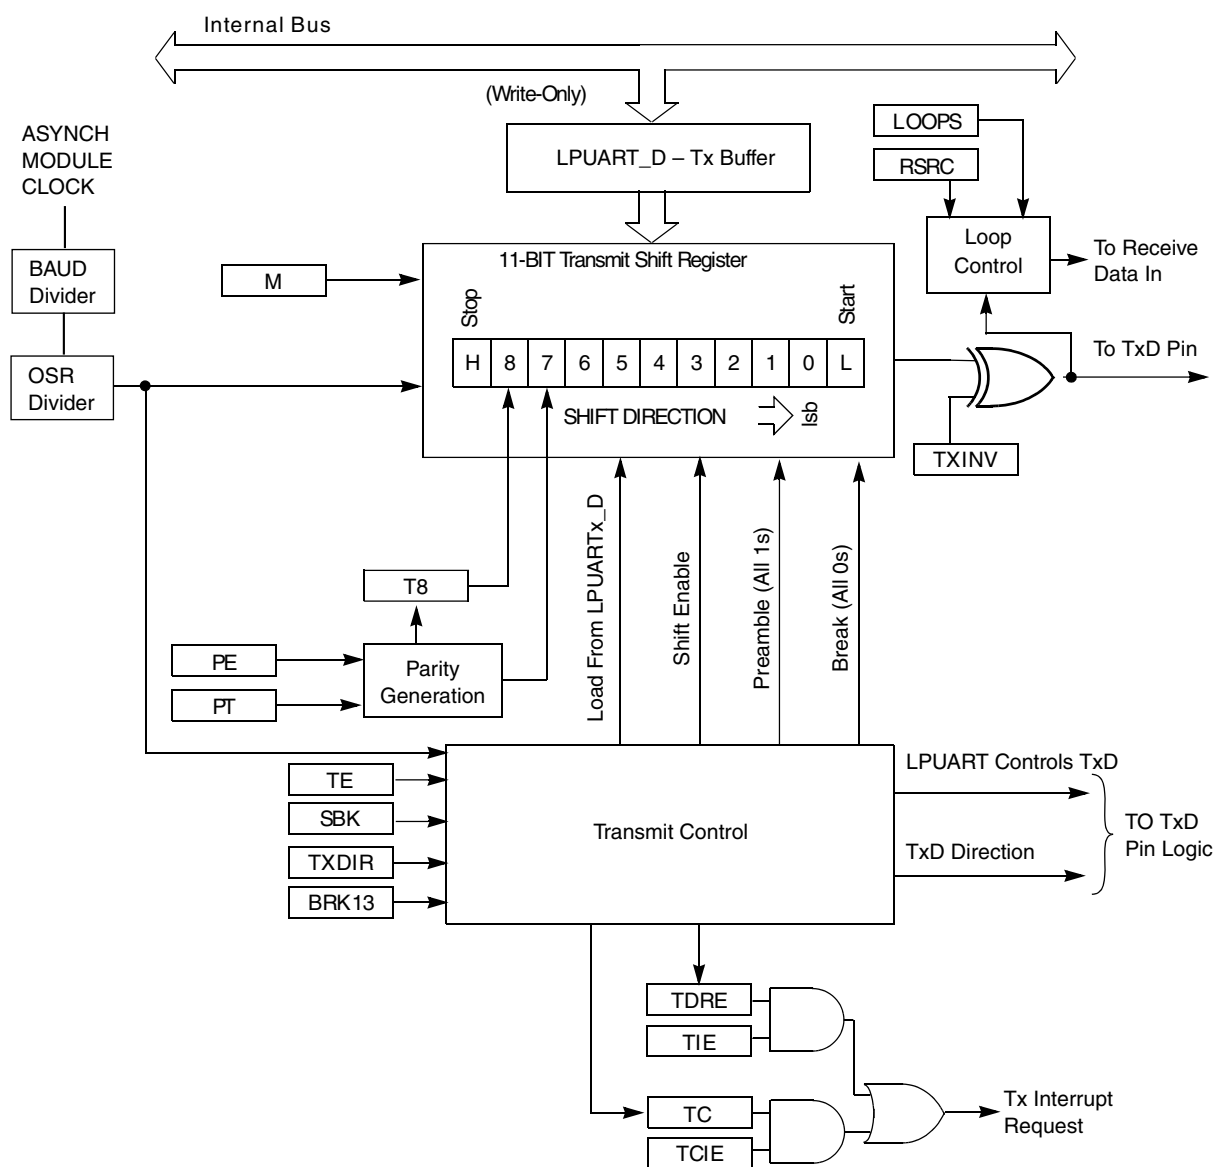 Internal Bus
(Write-Only)
LOOPS
ASYNCH
MODULE
CLOCK
LPUART_D – Tx Buffer
RSRC
Loop
Control
To Receive
Data In
BAUD
Divider
M
11-BIT Transmit Shift Register
Stop
Start
H 8 7 6 5 4 3 2 1 0 L
To TxD Pin
OSR
Divider
SHIFT DIRECTION
lsb
TXINV
Load From LPUARTx_D
Shift Enable
Preamble (All 1s)
Break (All 0s)
T8
PE
PT
Parity
Generation
LPUART Controls TxD
TE
SBK
TXDIR
BRK13
Transmit Control
TxD Direction
TO TxD
Pin Logic
TDRE
TIE
TC
TCIE
Tx Interrupt
Request